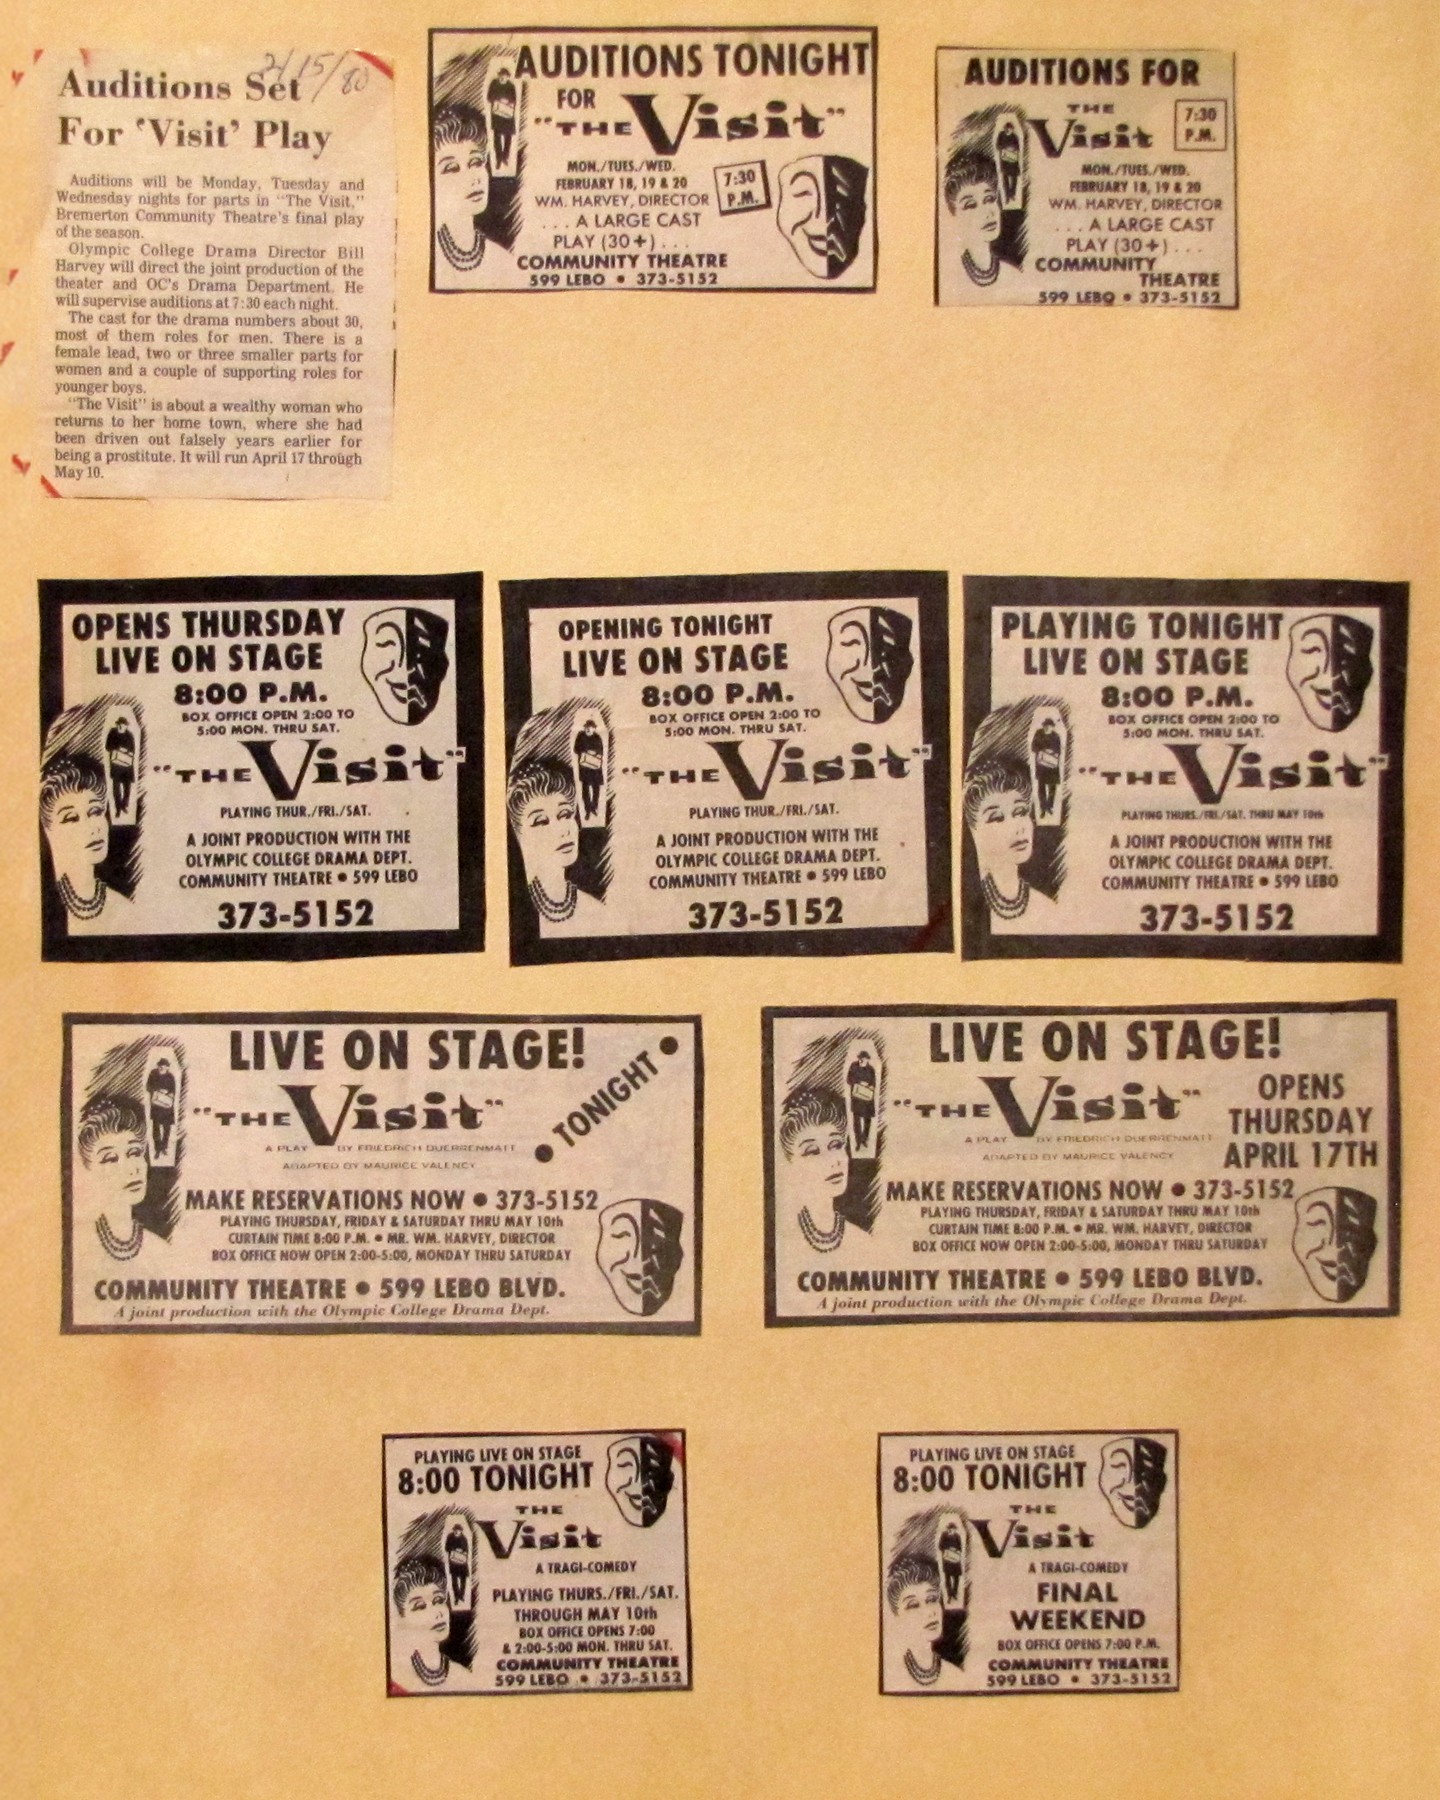 2/15/80
Auditions Set
For 'Visit' Play
Auditions will be Monday, Tuesday and
Wednesday nights for parts in "The Visit,"
Bremerton Community Theatre's final play
of the season.
Olympic College Drama Director Bill
Harvey will direct the joint production of the
theater and OC's Drama Department. He
will supervise auditions at 7:30 each night.
The cast for the drama numbers about 30,
most of them roles for men. There is a
female lead, two or three smaller parts for
women and a couple of supporting roles for
younger boys.
"The Visit" is about a wealthy woman who
returns to her home town, where she had
been driven out falsely years earlier for
being a prostitute. It will run April 17 through
May 10.
AUDITIONS TONIGHT
FOR
"THE Visit"
MON./TUES./WED.
FEBRUARY 18, 19 & 20
7:30
P.M.
WM. HARVEY, DIRECTOR
... A LARGE CAST
PLAY (30+) ...
COMMUNITY THEATRE
599 LEBO • 373-5152
AUDITIONS FOR
THE
Visit
7:30
P.M.
MON./TUES./WED.
FEBRUARY 18, 19 & 20
WM. HARVEY, DIRECTOR
... A LARGE CAST
PLAY (30+) ...
COMMUNITY
THEATRE
599 LEBO • 373-5152
OPENS THURSDAY
LIVE ON STAGE
8:00 P.M.
BOX OFFICE OPEN 2:00 TO
5:00 MON. THRU SAT.
"THE Visit"
PLAYING THUR./FRI./SAT.
A JOINT PRODUCTION WITH THE
OLYMPIC COLLEGE DRAMA DEPT.
COMMUNITY THEATRE • 599 LEBO
373-5152
OPENING TONIGHT
LIVE ON STAGE
8:00 P.M.
BOX OFFICE OPEN 2:00 TO
5:00 MON. THRU SAT.
"THE Visit"
PLAYING THUR./FRI./SAT.
A JOINT PRODUCTION WITH THE
OLYMPIC COLLEGE DRAMA DEPT.
COMMUNITY THEATRE • 599 LEBO
373-5152
PLAYING TONIGHT
LIVE ON STAGE
8:00 P.M.
BOX OFFICE OPEN 2:00 TO
5:00 MON. THRU SAT.
"THE Visit"
PLAYING THURS./FRI./SAT. THRU MAY 10th
A JOINT PRODUCTION WITH THE
OLYMPIC COLLEGE DRAMA DEPT.
COMMUNITY THEATRE • 599 LEBO
373-5152
LIVE ON STAGE!
"THE Visit"
• TONIGHT •
A PLAY BY FRIEDRICH DUERRENMATT
ADAPTED BY MAURICE VALENCY
MAKE RESERVATIONS NOW • 373-5152
PLAYING THURSDAY, FRIDAY & SATURDAY THRU MAY 10th
CURTAIN TIME 8:00 P.M. • MR. WM. HARVEY, DIRECTOR
BOX OFFICE NOW OPEN 2:00-5:00, MONDAY THRU SATURDAY
COMMUNITY THEATRE • 599 LEBO BLVD.
A joint production with the Olympic College Drama Dept.
LIVE ON STAGE!
"THE Visit"
OPENS
THURSDAY
APRIL 17TH
A PLAY BY FRIEDRICH DUERRENMATT
ADAPTED BY MAURICE VALENCY
MAKE RESERVATIONS NOW • 373-5152
PLAYING THURSDAY, FRIDAY & SATURDAY THRU MAY 10th
CURTAIN TIME 8:00 P.M. • MR. WM. HARVEY, DIRECTOR
BOX OFFICE NOW OPEN 2:00-5:00, MONDAY THRU SATURDAY
COMMUNITY THEATRE • 599 LEBO BLVD.
A joint production with the Olympic College Drama Dept.
PLAYING LIVE ON STAGE
8:00 TONIGHT
THE
Visit
A TRAGI-COMEDY
PLAYING THURS./FRI./SAT.
THROUGH MAY 10th
BOX OFFICE OPENS 7:00
& 2:00-5:00 MON. THRU SAT.
COMMUNITY THEATRE
599 LEBO • 373-5152
PLAYING LIVE ON STAGE
8:00 TONIGHT
THE
Visit
A TRAGI-COMEDY
FINAL
WEEKEND
BOX OFFICE OPENS 7:00 P.M.
COMMUNITY THEATRE
599 LEBO • 373-5152